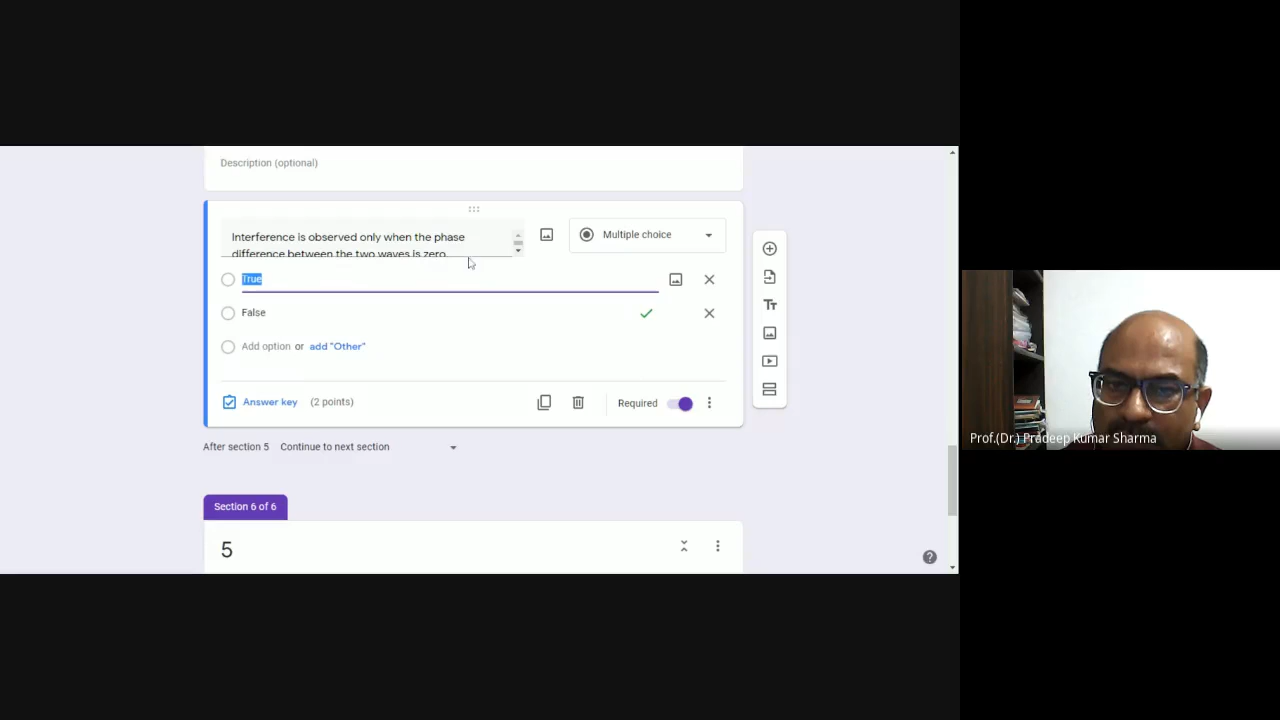 Description (optional)
Interference is observed only when the phase
difference between the two waves is zero
Multiple choice
True
False
Add option or add "Other"
Answer key (2 points)
Required
After section 5 Continue to next section
Section 6 of 6
5
Prof.(Dr.) Pradeep Kumar Sharma